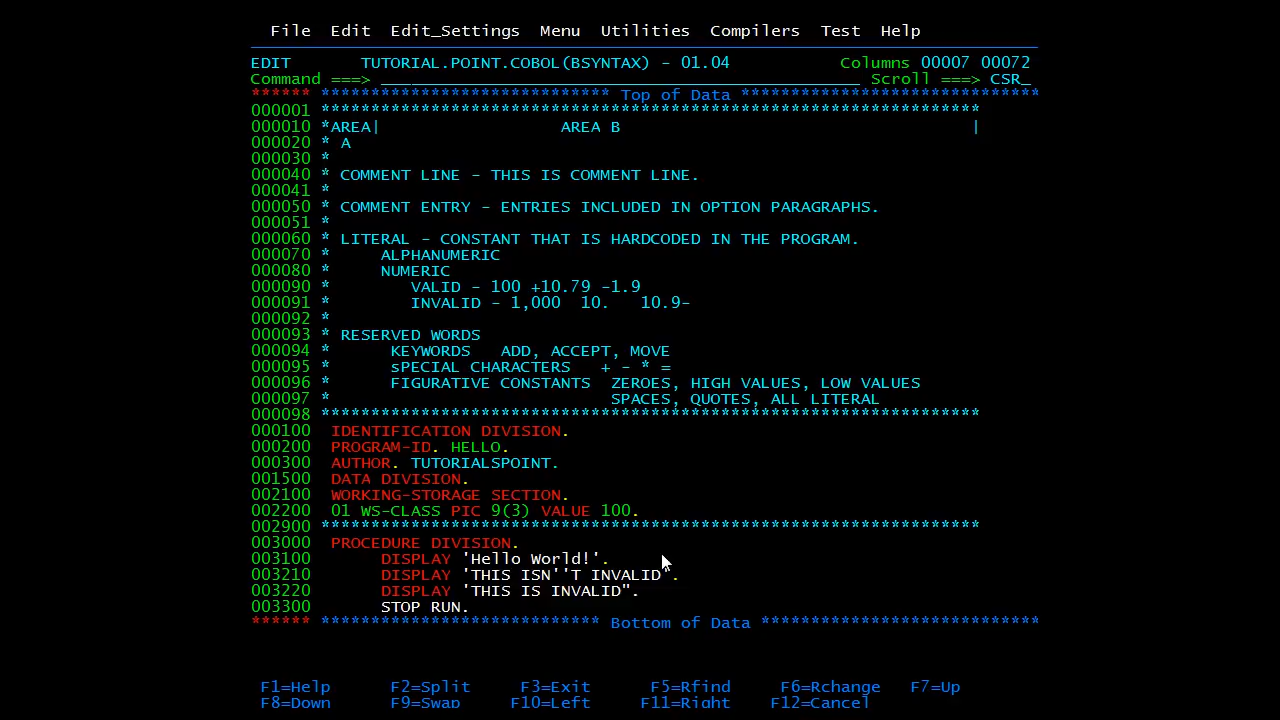 File Edit Edit_Settings Menu Utilities Compilers Test Help
EDIT TUTORIAL.POINT.COBOL(BSYNTAX) - 01.04 Columns 00007 00072
Command ===> ________________________________________________ Scroll ===> CSR_
****** ***************************** Top of Data ******************************
000001 ******************************************************************
000010 *AREA| AREA B |
000020 * A
000030 *
000040 * COMMENT LINE - THIS IS COMMENT LINE.
000041 *
000050 * COMMENT ENTRY - ENTRIES INCLUDED IN OPTION PARAGRAPHS.
000051 *
000060 * LITERAL - CONSTANT THAT IS HARDCODED IN THE PROGRAM.
000070 * ALPHANUMERIC
000080 * NUMERIC
000090 * VALID - 100 +10.79 -1.9
000091 * INVALID - 1,000 10. 10.9-
000092 *
000093 * RESERVED WORDS
000094 * KEYWORDS ADD, ACCEPT, MOVE
000095 * sPECIAL CHARACTERS + - * =
000096 * FIGURATIVE CONSTANTS ZEROES, HIGH VALUES, LOW VALUES
000097 * SPACES, QUOTES, ALL LITERAL
000098 ******************************************************************
000100 IDENTIFICATION DIVISION.
000200 PROGRAM-ID. HELLO.
000300 AUTHOR. TUTORIALSPOINT.
001500 DATA DIVISION.
002100 WORKING-STORAGE SECTION.
002200 01 WS-CLASS PIC 9(3) VALUE 100.
002900 ******************************************************************
003000 PROCEDURE DIVISION.
003100 DISPLAY 'Hello World!'.
003210 DISPLAY 'THIS ISN''T INVALID'.
003220 DISPLAY 'THIS IS INVALID".
003300 STOP RUN.
****** **************************** Bottom of Data ****************************
F1=Help F2=Split F3=Exit F5=Rfind F6=Rchange F7=Up
F8=Down F9=Swap F10=Left F11=Right F12=Cancel